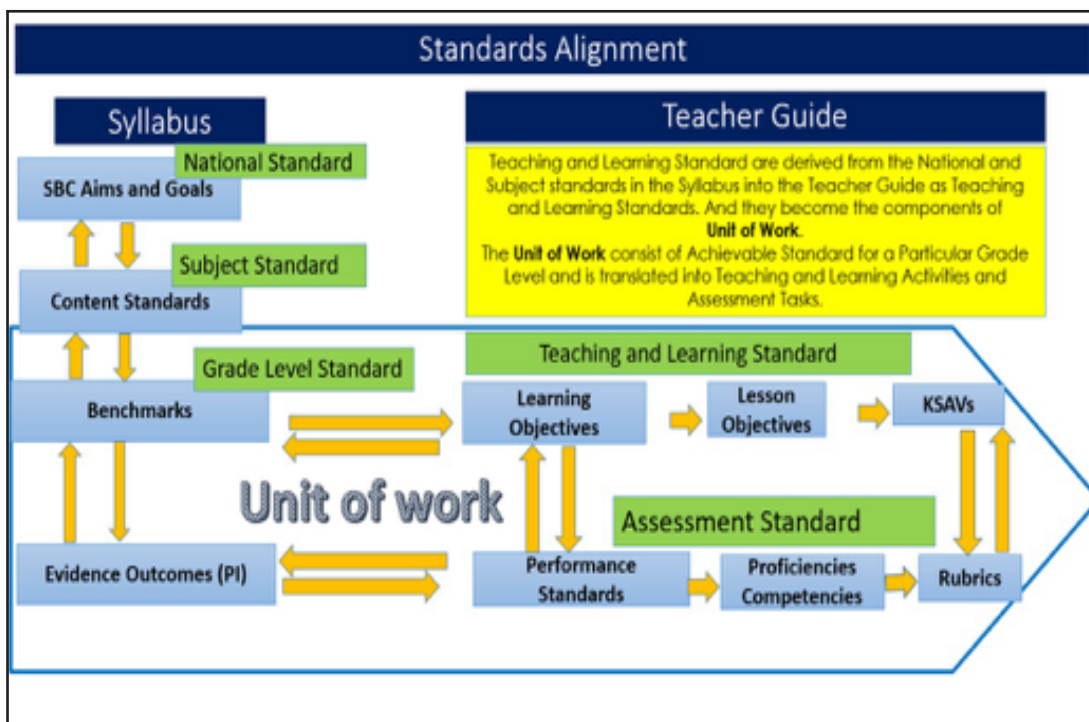 Standards Alignment
Syllabus
Teacher Guide
National Standard
SBC Aims and Goals
Teaching and Learning Standard are derived from the National and
Subject standards in the Syllabus into the Teacher Guide as Teaching
and Learning Standards. And they become the components of
Unit of Work.
The Unit of Work consist of Achievable Standard for a Particular Grade
Level and is translated into Teaching and Learning Activities and
Assessment Tasks.
Subject Standard
Content Standards
Grade Level Standard
Benchmarks
Teaching and Learning Standard
Learning
Objectives
Lesson
Objectives
KSAVs
Unit of work
Assessment Standard
Evidence Outcomes (PI)
Performance
Standards
Proficiencies
Competencies
Rubrics